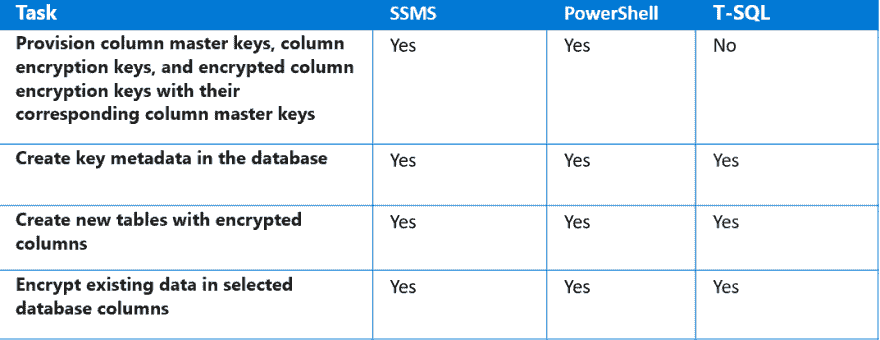 Task SSMS PowerShell T-SQL
Provision column master keys, column Yes Yes No
encryption keys, and encrypted column
encryption keys with their
corresponding column master keys
Create key metadata in the database Yes Yes Yes
Create new tables with encrypted Yes Yes Yes
columns
Encrypt existing data in selected Yes Yes Yes
database columns